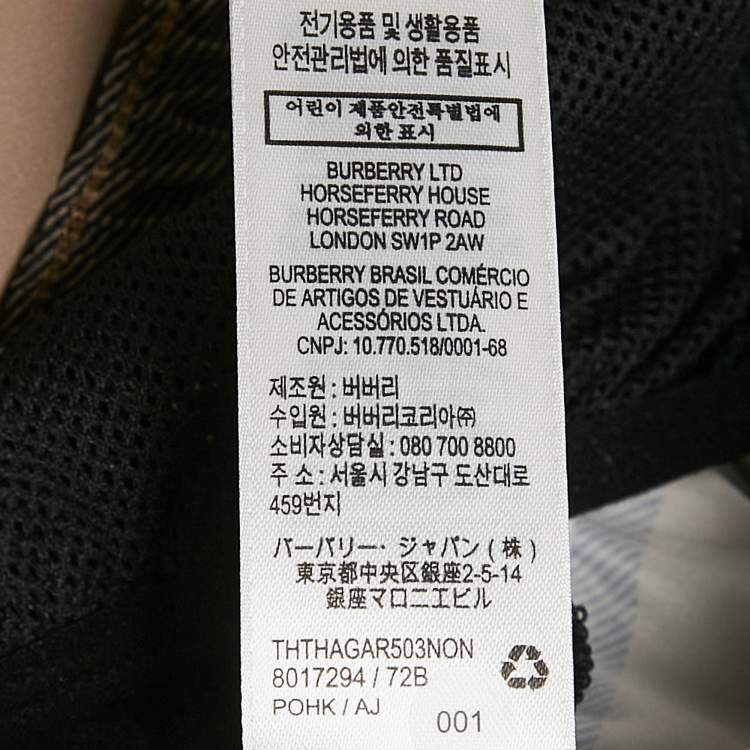 전기용품 및 생활용품
안전관리법에 의한 품질표시
어린이 제품안전특별법에
의한 표시
BURBERRY LTD
HORSEFERRY HOUSE
HORSEFERRY ROAD
LONDON SW1P 2AW
BURBERRY BRASIL COMÉRCIO
DE ARTIGOS DE VESTUÁRIO E
ACESSÓRIOS LTDA.
CNPJ: 10.770.518/0001-68
제조원 : 버버리
수입원 : 버버리코리아㈜
소비자상담실 : 080 700 8800
주 소 : 서울시 강남구 도산대로
459번지
バーバリー・ジャパン ( 株 )
東京都中央区銀座2-5-14
銀座マロニエビル
THTHAGAR503NON
8017294 / 72B
POHK / AJ
001